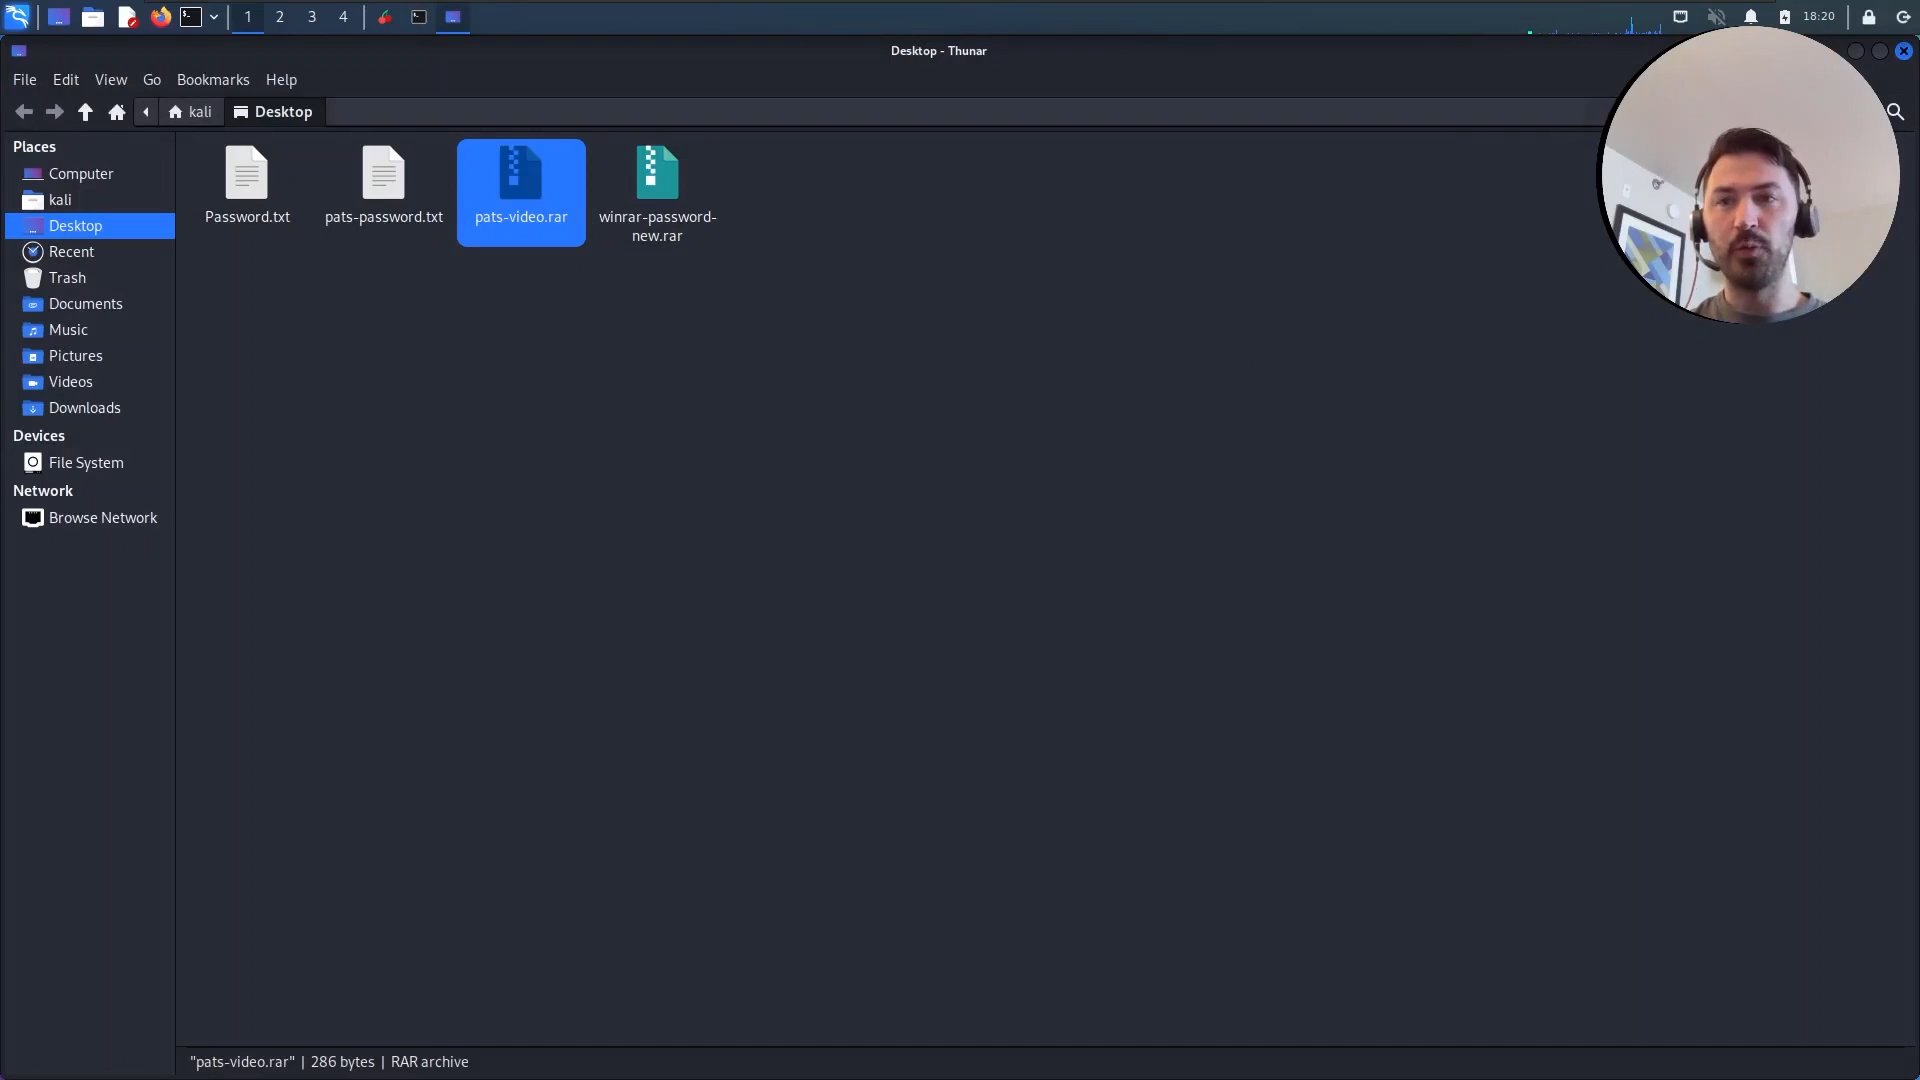 1 2 3 4
18:20
Desktop - Thunar
File Edit View Go Bookmarks Help
kali Desktop
Places
Computer
kali
Desktop
Recent
Trash
Documents
Music
Pictures
Videos
Downloads
Devices
File System
Network
Browse Network
Password.txt
pats-password.txt
pats-video.rar
winrar-password-
new.rar
"pats-video.rar" | 286 bytes | RAR archive